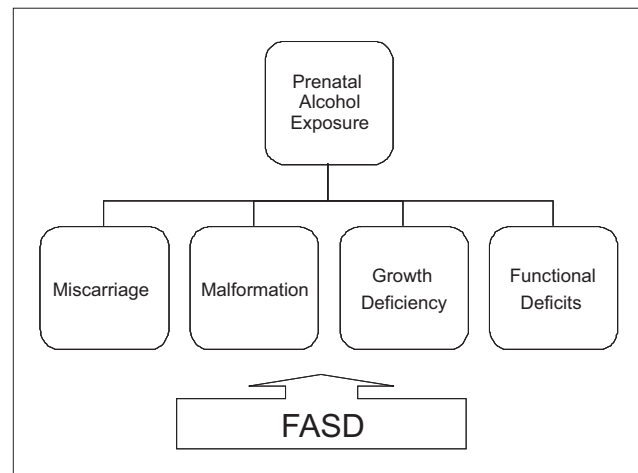 Prenatal
Alcohol
Exposure
Miscarriage
Malformation
Growth
Deficiency
Functional
Deficits
FASD